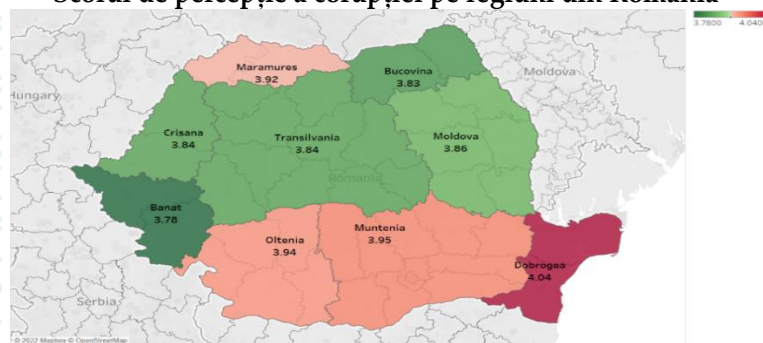 Scorul de percepție a corupției pe regiuni din România
3.7800 4.0400
Maramures
3.92
Bucovina
3.83
Moldova
Hungary
Crisana
3.84
Transilvania
3.84
Moldova
3.86
Romania
Banat
3.78
Oltenia
3.94
Muntenia
3.95
Dobrogea
4.04
Serbia
© 2022 Mapbox © OpenStreetMap